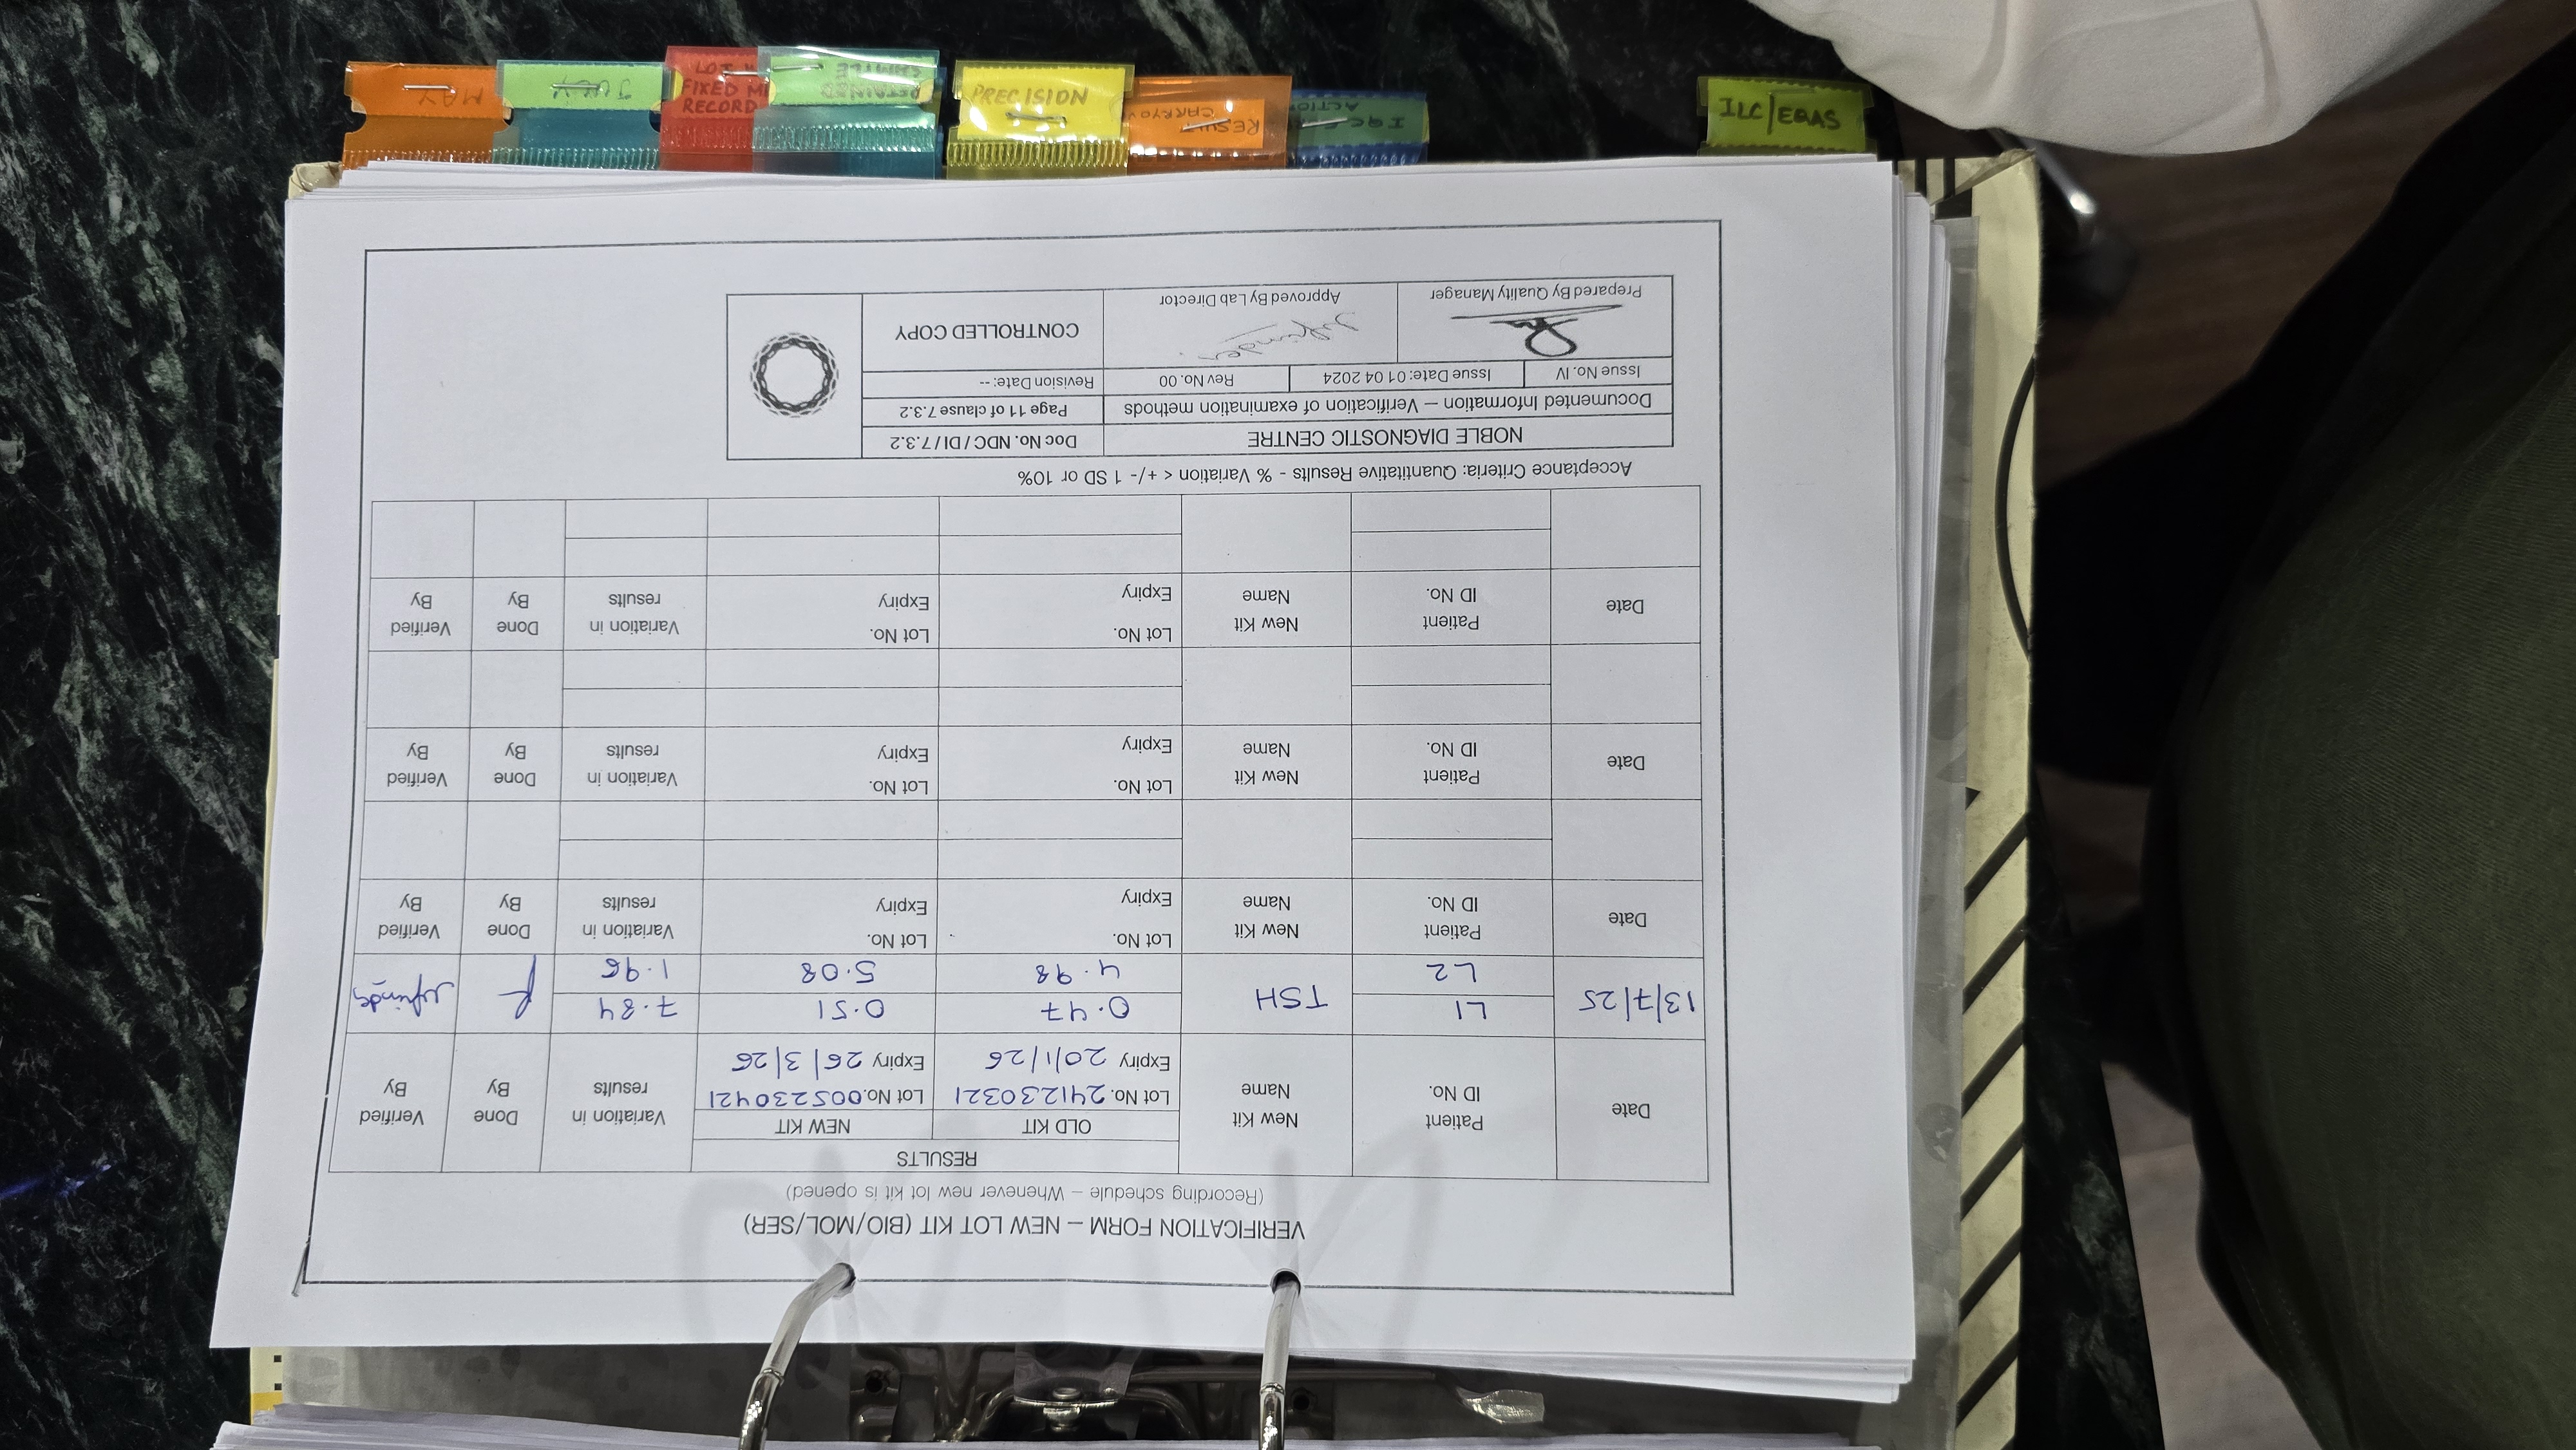 VERIFICATION FORM – NEW LOT KIT (BIO/MOL/SER)
(Recording schedule – Whenever new lot kit is opened)
Date Patient ID No. New Kit Name RESULTS Variation in results Done By Verified By
OLD KIT NEW KIT
Lot No. 241230321 Lot No. 005230421
Expiry 20/1/26 Expiry 26/3/26
13/7/25 L1 TSH 0.47 0.51 7.84
L2 4.98 5.08 1.96
Date Patient ID No. New Kit Name Lot No. Lot No. Variation in results Done By Verified By
Expiry Expiry
Date Patient ID No. New Kit Name Lot No. Lot No. Variation in results Done By Verified By
Expiry Expiry
Date Patient ID No. New Kit Name Lot No. Lot No. Variation in results Done By Verified By
Expiry Expiry
Acceptance Criteria: Quantitative Results - % Variation < +/- 1 SD or 10%
NOBLE DIAGNOSTIC CENTRE Doc No. NDC / DI / 7.3.2
Documented Information – Verification of examination methods Page 11 of clause 7.3.2
Issue No. IV Issue Date: 01 04 2024 Rev No. 00 Revision Date: --
Prepared By Quality Manager Approved By Lab Director CONTROLLED COPY
ILC/EQAS
RESULT
CARRYOV
PRECISION
LOT
FIXED M
RECORD
MAY